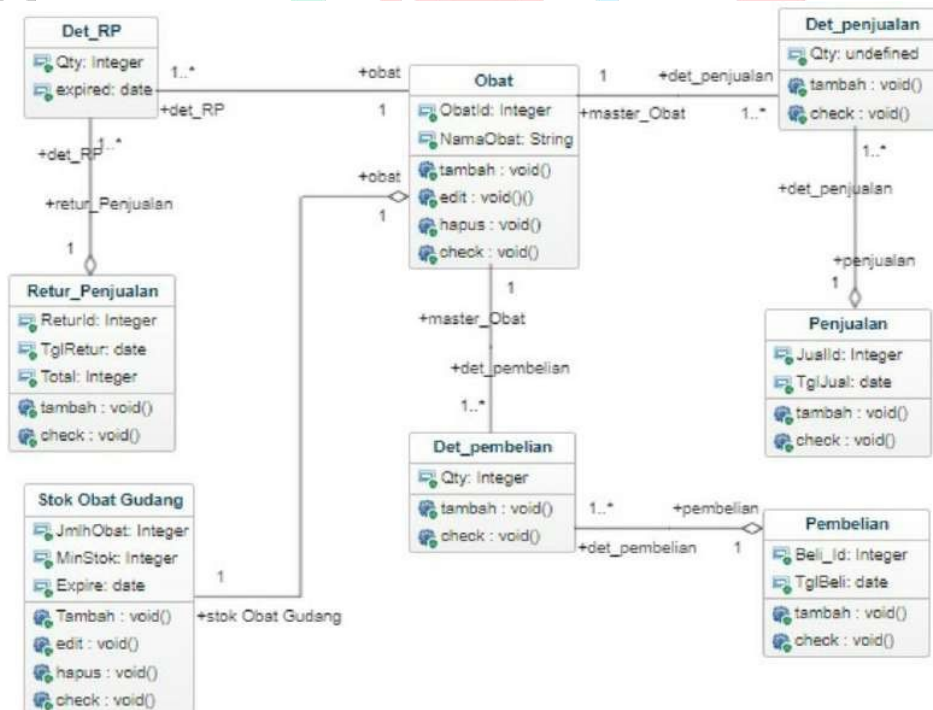 Det_RP
Qty: Integer
expired: date
1..*
+obat
+det_RP
1
+det_RP
1..*
+retur_Penjualan
1
Retur_Penjualan
ReturId: Integer
TglRetur: date
Total: Integer
tambah : void()
check : void()
Obat
ObatId: Integer
NamaObat: String
tambah : void()
edit : void()()
hapus : void()
check : void()
+obat
1
1
+det_penjualan
+master_Obat
1..*
Det_penjualan
Qty: undefined
tambah : void()
check : void()
1..*
+det_penjualan
+penjualan
1
Penjualan
JualId: Integer
TglJual: date
tambah : void()
check : void()
1
+master_Obat
+det_pembelian
1..*
Det_pembelian
Qty: Integer
tambah : void()
check : void()
1..*
+pembelian
+det_pembelian
1
Pembelian
Beli_Id: Integer
TglBeli: date
tambah : void()
check : void()
Stok Obat Gudang
JmlhObat: Integer
MinStok: Integer
Expire: date
Tambah : void()
edit : void()
hapus : void()
check : void()
1
+stok Obat Gudang